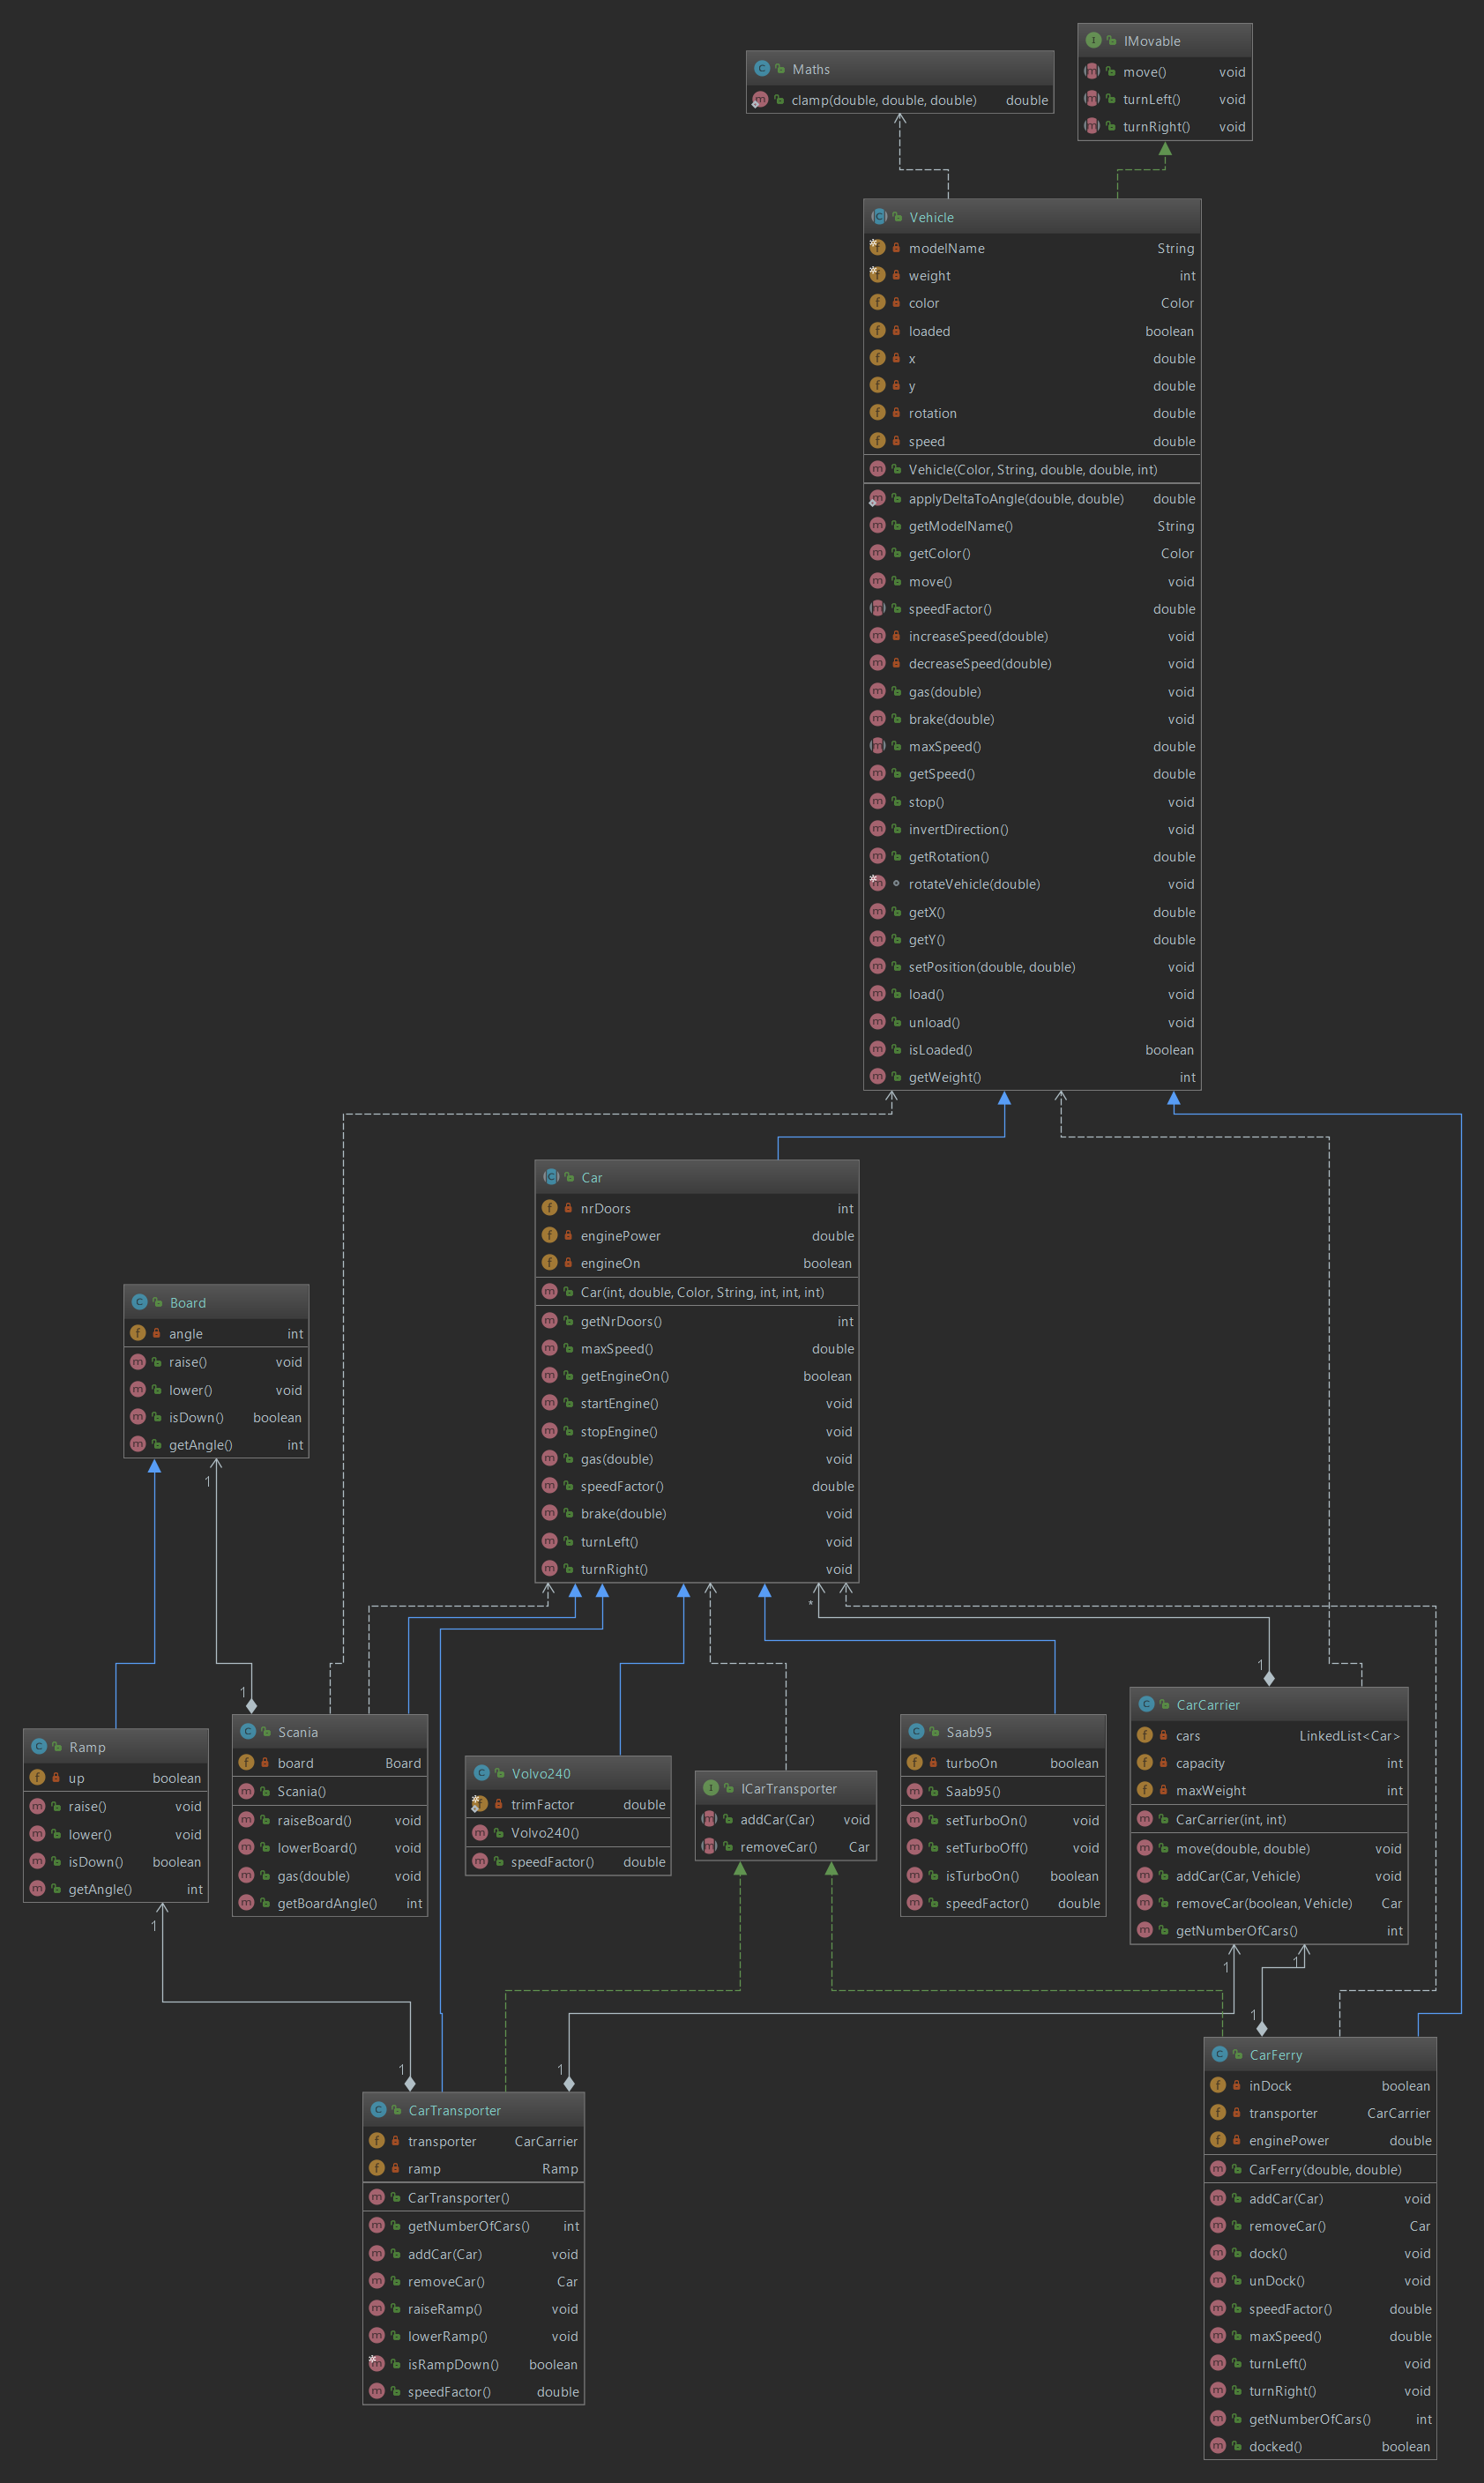 Maths
clamp(double, double, double) double
IMovable
move() void
turnLeft() void
turnRight() void
Vehicle
modelName String
weight int
color Color
loaded boolean
x double
y double
rotation double
speed double
Vehicle(Color, String, double, double, int)
applyDeltaToAngle(double, double) double
getModelName() String
getColor() Color
move() void
speedFactor() double
increaseSpeed(double) void
decreaseSpeed(double) void
gas(double) void
brake(double) void
maxSpeed() double
getSpeed() double
stop() void
invertDirection() void
getRotation() double
rotateVehicle(double) void
getX() double
getY() double
setPosition(double, double) void
load() void
unload() void
isLoaded() boolean
getWeight() int
Car
nrDoors int
enginePower double
engineOn boolean
Car(int, double, Color, String, int, int, int)
getNrDoors() int
maxSpeed() double
getEngineOn() boolean
startEngine() void
stopEngine() void
gas(double) void
speedFactor() double
brake(double) void
turnLeft() void
turnRight() void
Board
angle int
raise() void
lower() void
isDown() boolean
getAngle() int
1
*
1
1
Ramp
up boolean
raise() void
lower() void
isDown() boolean
getAngle() int
Scania
board Board
Scania()
raiseBoard() void
lowerBoard() void
gas(double) void
getBoardAngle() int
Volvo240
trimFactor double
Volvo240()
speedFactor() double
ICarTransporter
addCar(Car) void
removeCar() Car
Saab95
turboOn boolean
Saab95()
setTurboOn() void
setTurboOff() void
isTurboOn() boolean
speedFactor() double
CarCarrier
cars LinkedList<Car>
capacity int
maxWeight int
CarCarrier(int, int)
move(double, double) void
addCar(Car, Vehicle) void
removeCar(boolean, Vehicle) Car
getNumberOfCars() int
1
1
1
1
1
1
CarTransporter
transporter CarCarrier
ramp Ramp
CarTransporter()
getNumberOfCars() int
addCar(Car) void
removeCar() Car
raiseRamp() void
lowerRamp() void
isRampDown() boolean
speedFactor() double
CarFerry
inDock boolean
transporter CarCarrier
enginePower double
CarFerry(double, double)
addCar(Car) void
removeCar() Car
dock() void
unDock() void
speedFactor() double
maxSpeed() double
turnLeft() void
turnRight() void
getNumberOfCars() int
docked() boolean